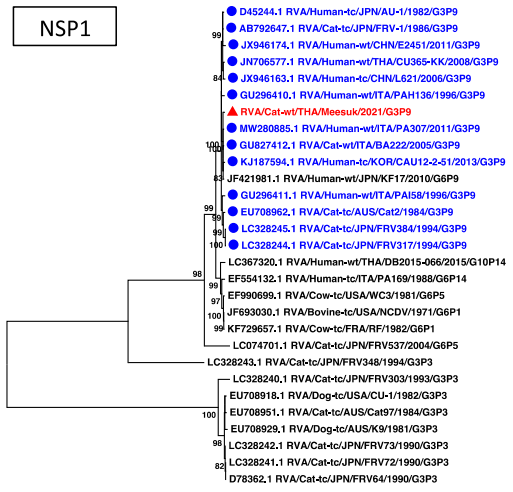 NSP1
D45244.1 RVA/Human-tc/JPN/AU-1/1982/G3P9
99
AB792647.1 RVA/Cat-tc/JPN/FRV-1/1986/G3P9
JX946174.1 RVA/Human-wt/CHN/E2451/2011/G3P9
JN706577.1 RVA/Human-wt/THA/CU365-KK/2008/G3P9
84
JX946163.1 RVA/Human-tc/CHN/L621/2006/G3P9
GU296410.1 RVA/Human-wt/ITA/PAH136/1996/G3P9
RVA/Cat-wt/THA/Meesuk/2021/G3P9
MW280885.1 RVA/Human-wt/ITA/PA307/2011/G3P9
100
GU827412.1 RVA/Cat-wt/ITA/BA222/2005/G3P9
100
KJ187594.1 RVA/Human-tc/KOR/CAU12-2-51/2013/G3P9
83
JF421981.1 RVA/Human-wt/JPN/KF17/2010/G6P9
GU296411.1 RVA/Human-wt/ITA/PAI58/1996/G3P9
99
EU708962.1 RVA/Cat-tc/AUS/Cat2/1984/G3P9
99
LC328245.1 RVA/Cat-tc/JPN/FRV384/1994/G3P9
100
LC328244.1 RVA/Cat-tc/JPN/FRV317/1994/G3P9
LC367320.1 RVA/Human-wt/THA/DB2015-066/2015/G10P14
98
99
EF554132.1 RVA/Human-tc/ITA/PA169/1988/G6P14
97
EF990699.1 RVA/Cow-tc/USA/WC3/1981/G6P5
100
JF693030.1 RVA/Bovine-tc/USA/NCDV/1971/G6P1
99
KF729657.1 RVA/Cow-tc/FRA/RF/1982/G6P1
LC074701.1 RVA/Cat-tc/JPN/FRV537/2004/G6P5
LC328243.1 RVA/Cat-tc/JPN/FRV348/1994/G3P3
LC328240.1 RVA/Cat-tc/JPN/FRV303/1993/G3P3
EU708918.1 RVA/Dog-tc/USA/CU-1/1982/G3P3
100
EU708951.1 RVA/Cat-tc/AUS/Cat97/1984/G3P3
EU708929.1 RVA/Dog-tc/AUS/K9/1981/G3P3
98
LC328242.1 RVA/Cat-tc/JPN/FRV73/1990/G3P3
LC328241.1 RVA/Cat-tc/JPN/FRV72/1990/G3P3
82
D78362.1 RVA/Cat-tc/JPN/FRV64/1990/G3P3